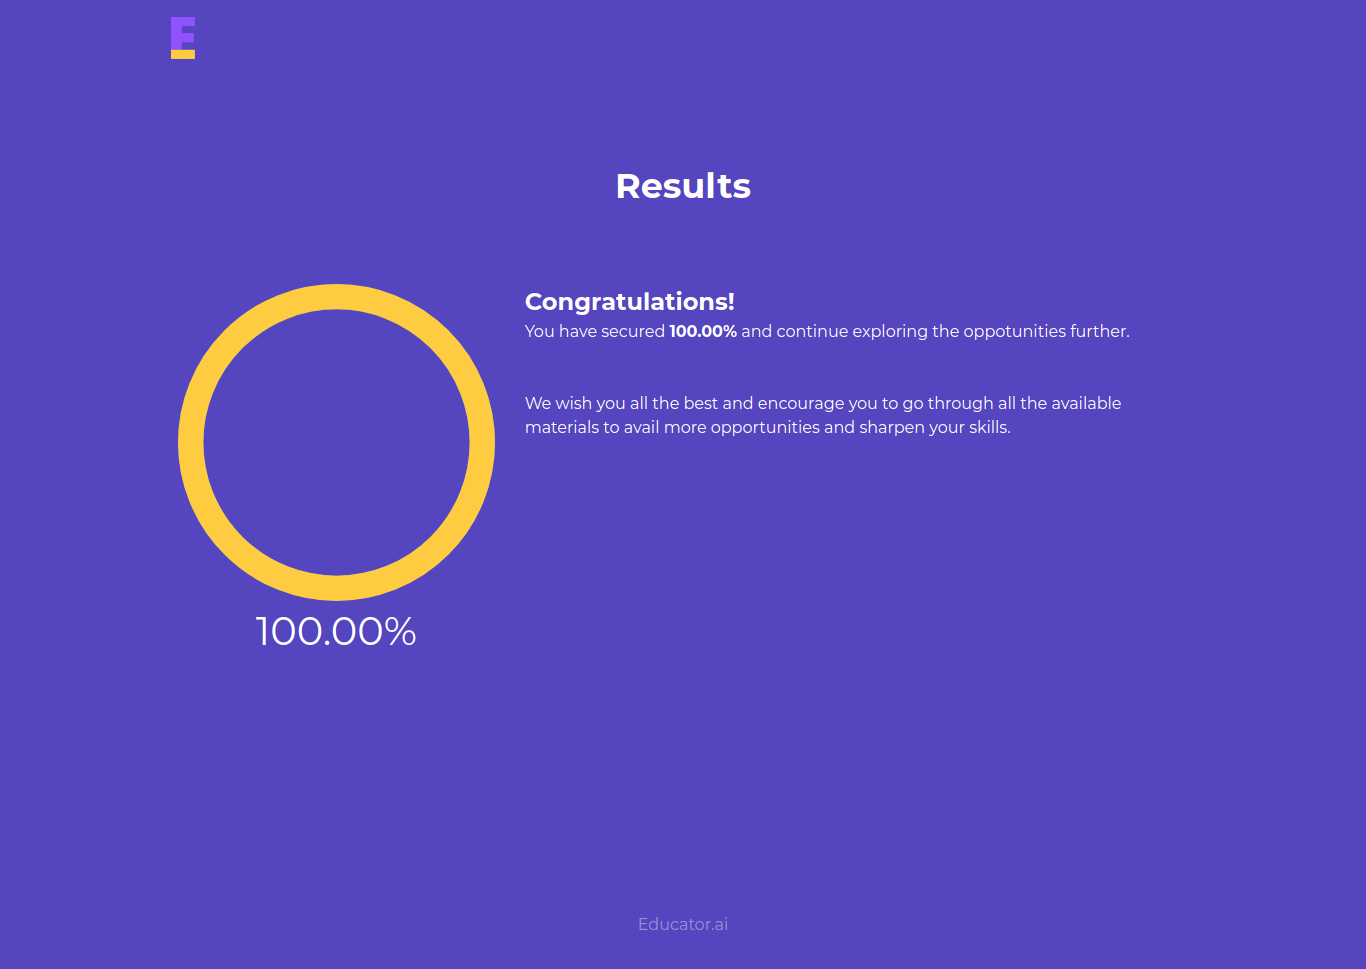 E
Results
Congratulations!
You have secured 100.00% and continue exploring the oppotunities further.
We wish you all the best and encourage you to go through all the available
materials to avail more opportunities and sharpen your skills.
100.00%
Educator.ai